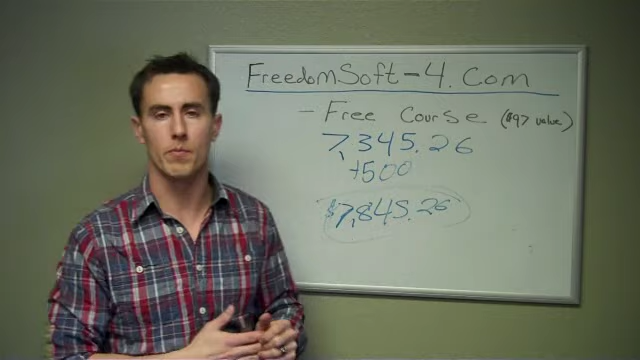 FreedomSoft-4.Com
- Free Course ($97 value)
7,345.26
+500
$7,845.26